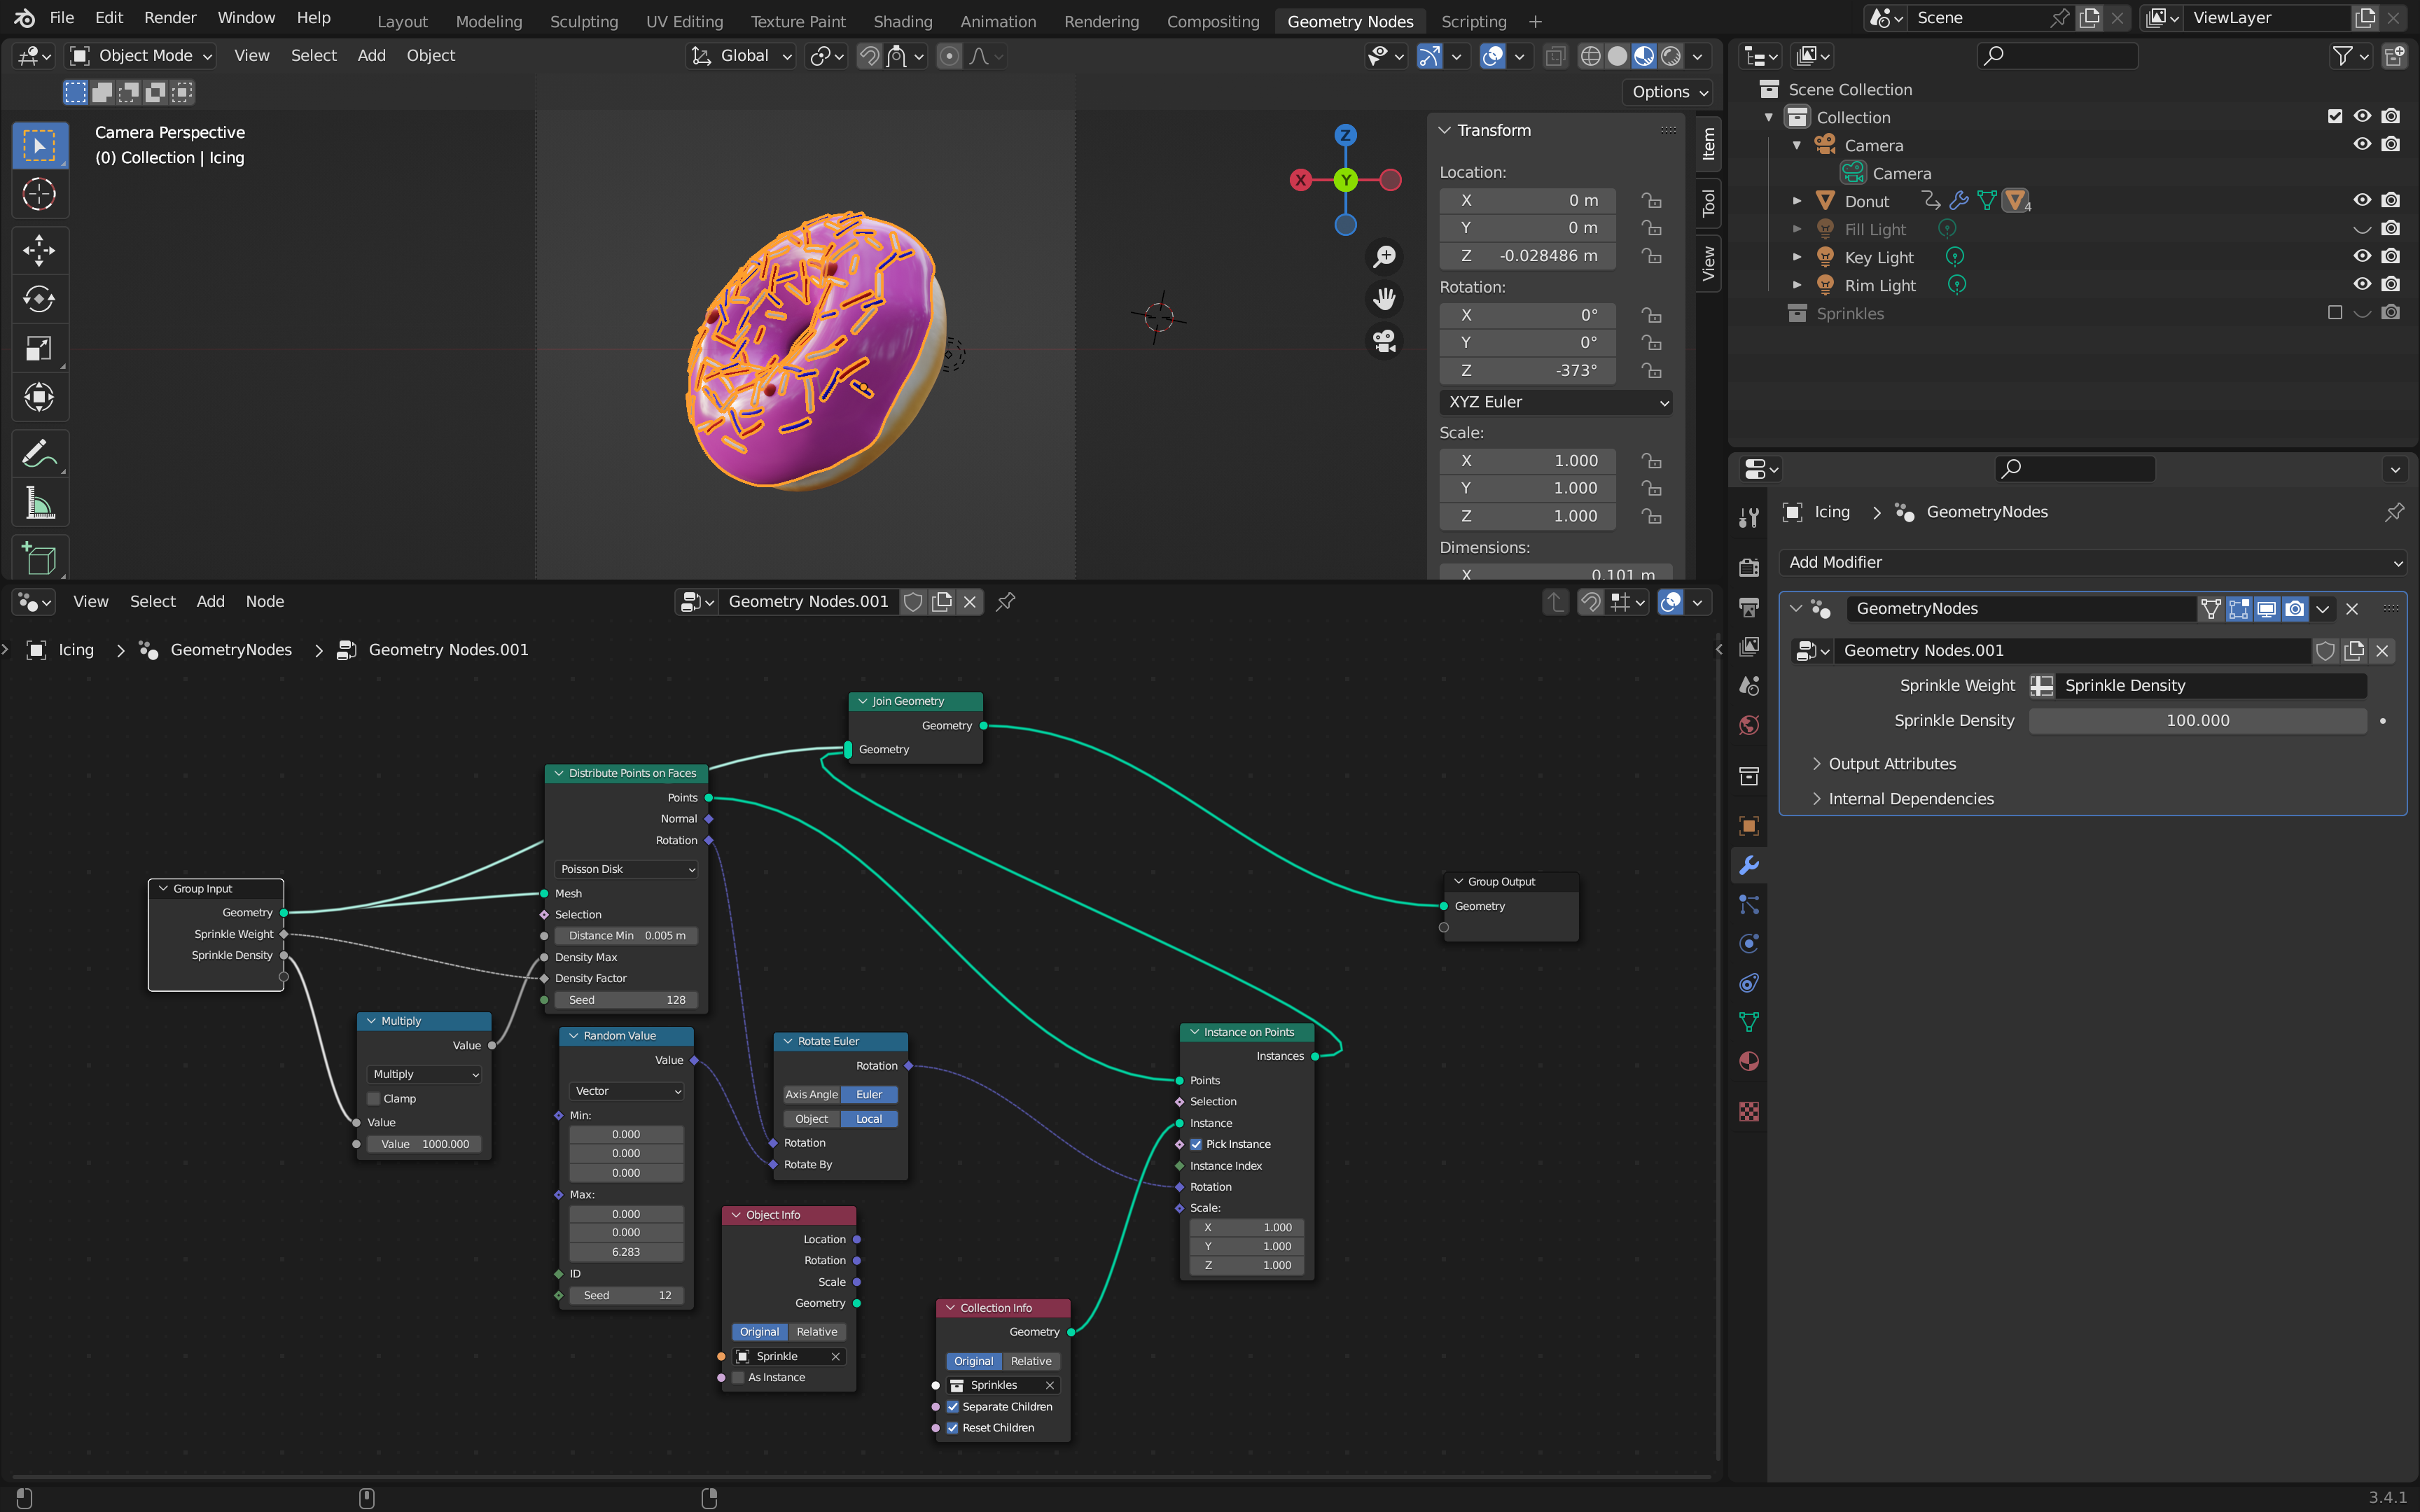 File Edit Render Window Help
Layout Modeling Sculpting UV Editing Texture Paint Shading Animation Rendering Compositing Geometry Nodes Scripting +
Scene
ViewLayer
Object Mode View Select Add Object
Global
Options
Camera Perspective
(0) Collection | Icing
Z
X
Y
Transform
Location:
X 0 m
Y 0 m
Z -0.028486 m
Rotation:
X 0°
Y 0°
Z -373°
XYZ Euler
Scale:
X 1.000
Y 1.000
Z 1.000
Dimensions:
X 0.101 m
Item
Tool
View
Scene Collection
Collection
Camera
Camera
Donut
4
Fill Light
Key Light
Rim Light
Sprinkles
Icing > GeometryNodes
Add Modifier
GeometryNodes
Geometry Nodes.001
Sprinkle Weight Sprinkle Density
Sprinkle Density 100.000
Output Attributes
Internal Dependencies
View Select Add Node
Geometry Nodes.001
Icing > GeometryNodes > Geometry Nodes.001
Join Geometry
Geometry
Geometry
Distribute Points on Faces
Points
Normal
Rotation
Poisson Disk
Mesh
Selection
Distance Min 0.005 m
Density Max
Density Factor
Seed 128
Group Input
Geometry
Sprinkle Weight
Sprinkle Density
Group Output
Geometry
Multiply
Value
Multiply
Clamp
Value
Value 1000.000
Random Value
Value
Vector
Min:
0.000
0.000
0.000
Max:
0.000
0.000
6.283
ID
Seed 12
Rotate Euler
Rotation
Axis Angle Euler
Object Local
Rotation
Rotate By
Object Info
Location
Rotation
Scale
Geometry
Original Relative
Sprinkle
As Instance
Collection Info
Geometry
Original Relative
Sprinkles
Separate Children
Reset Children
Instance on Points
Instances
Points
Selection
Instance
Pick Instance
Instance Index
Rotation
Scale:
X 1.000
Y 1.000
Z 1.000
3.4.1